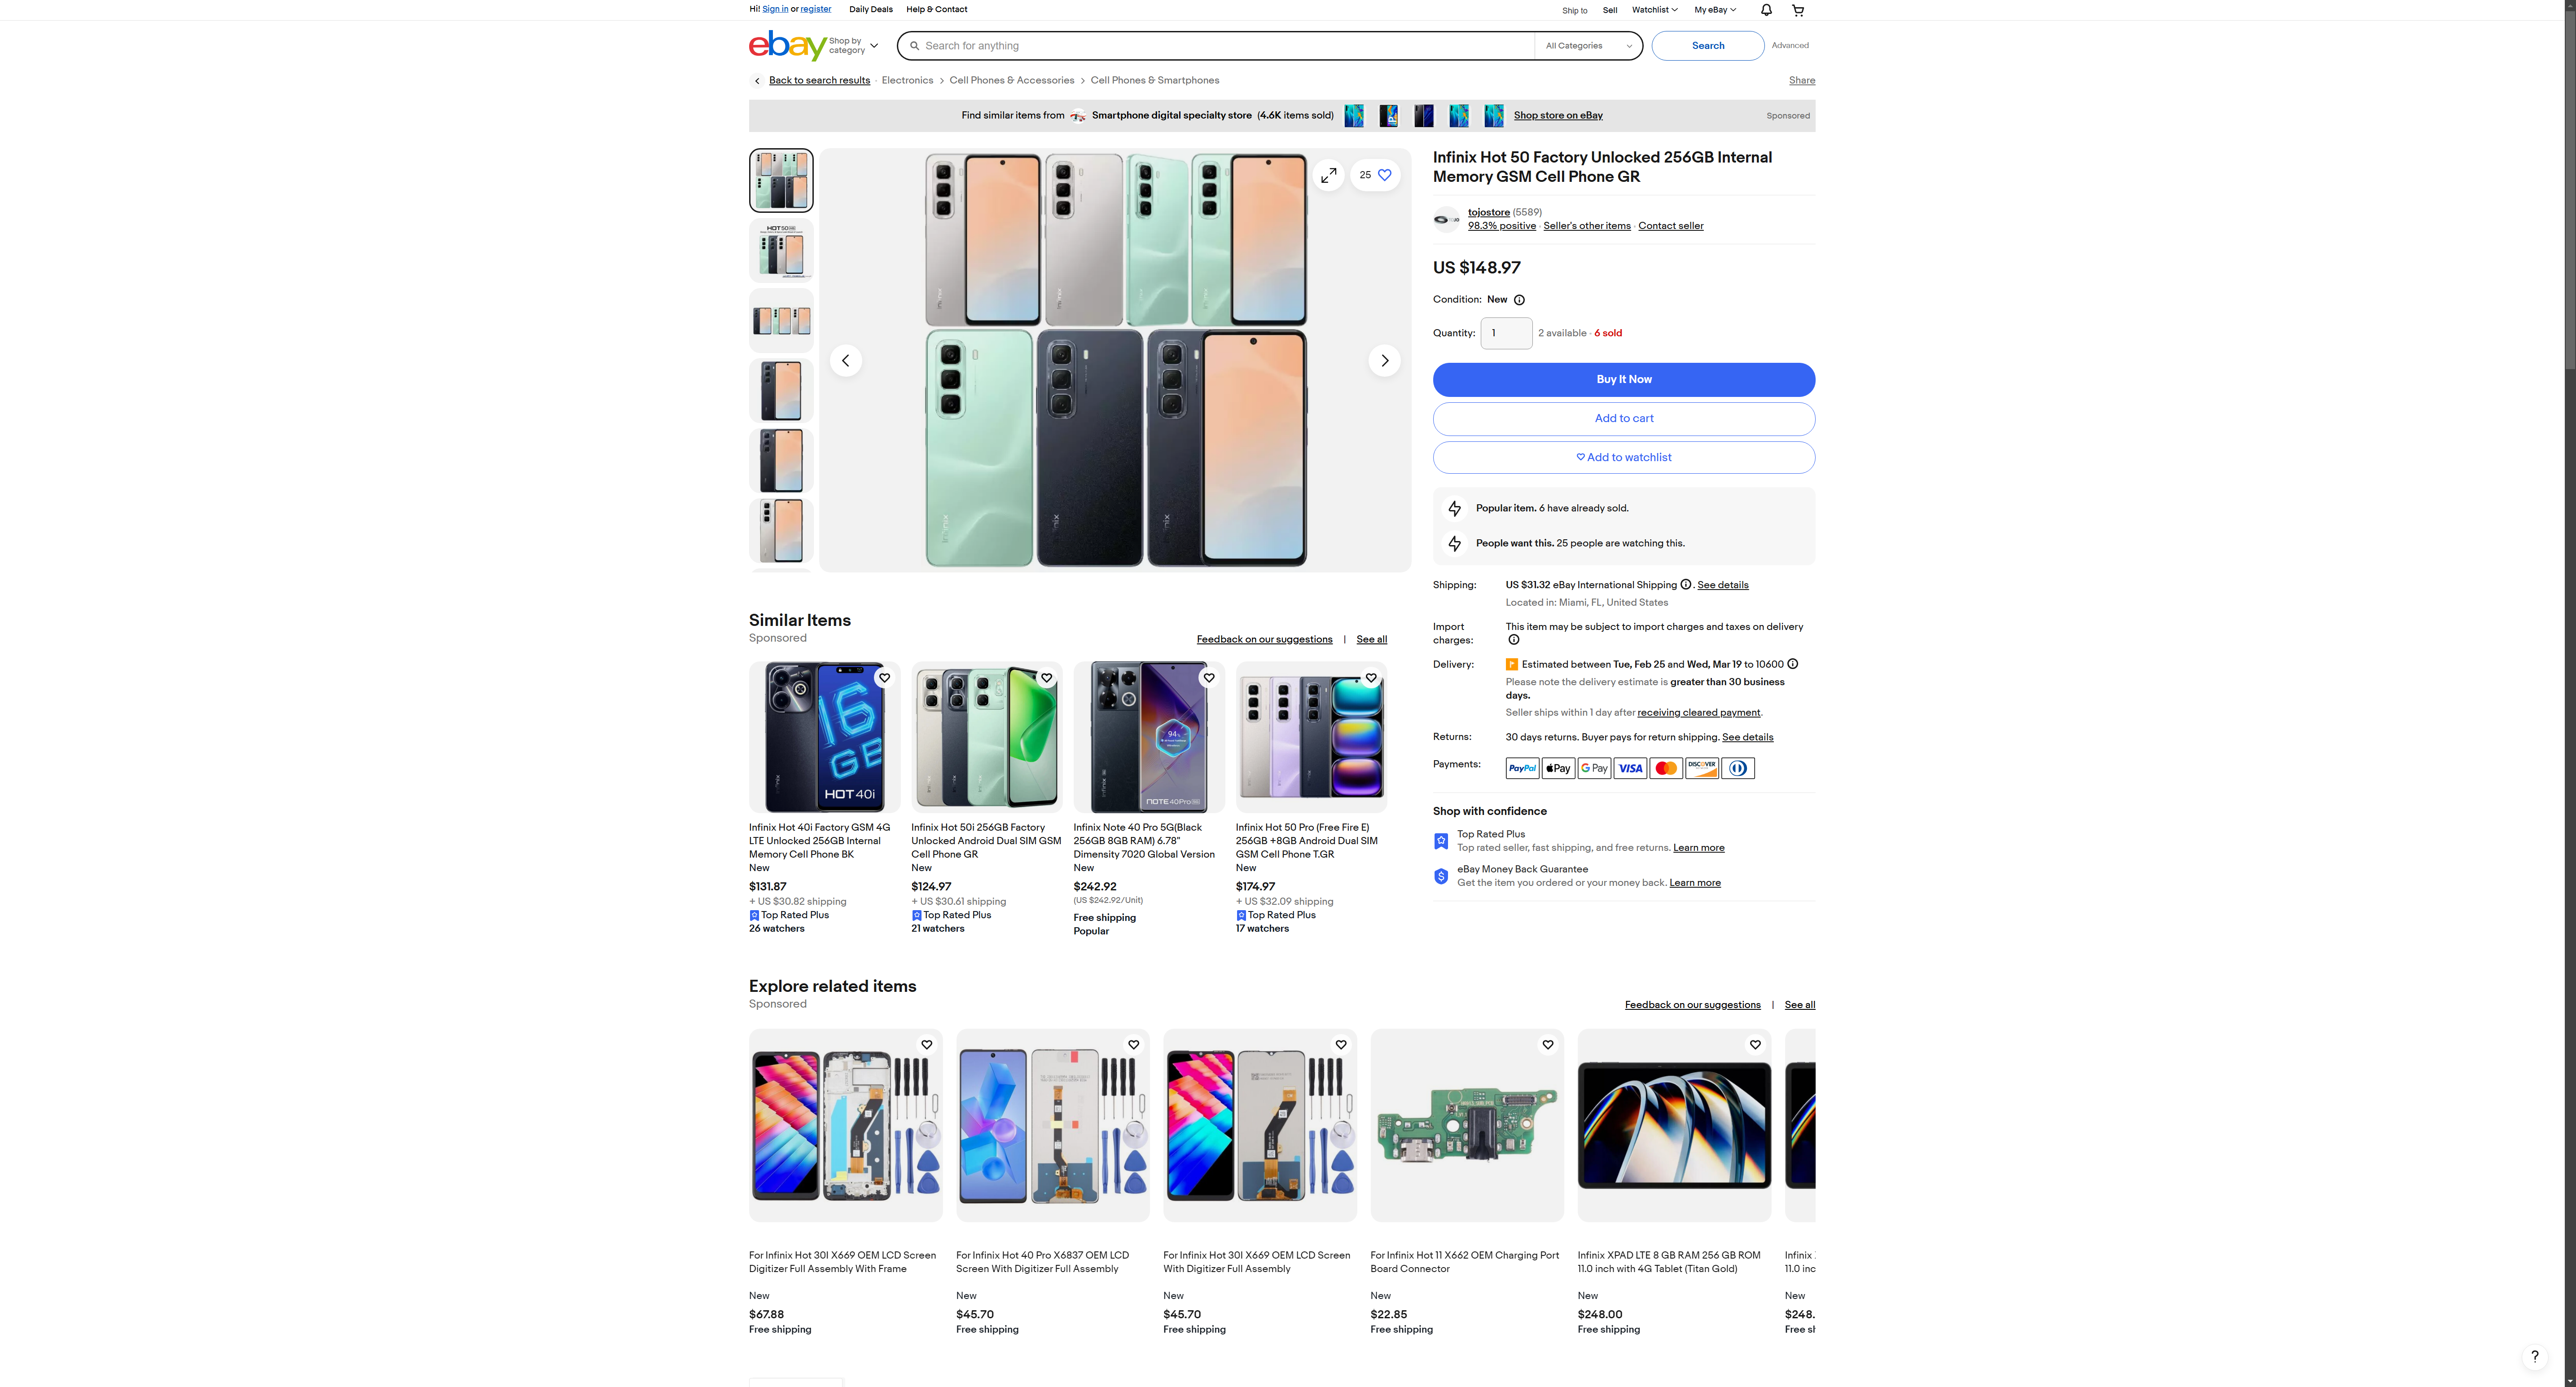 Hi! Sign in or register
Daily Deals
Help & Contact
Ship to
Sell
Watchlist
My eBay
ebay
Shop by
category
Search for anything
All Categories
Search
Advanced
Back to search results · Electronics > Cell Phones & Accessories > Cell Phones & Smartphones
Share
Find similar items from Smartphone digital specialty store (4.6K items sold) Shop store on eBay
Sponsored
HOT 50
25
Infinix
Infinix Hot 50 Factory Unlocked 256GB Internal
Memory GSM Cell Phone GR
tojostore (5589)
98.3% positive · Seller's other items · Contact seller
US $148.97
Condition: New
Quantity: 1 2 available · 6 sold
Buy It Now
Add to cart
Add to watchlist
Popular item. 6 have already sold.
People want this. 25 people are watching this.
Shipping: US $31.32 eBay International Shipping . See details
Located in: Miami, FL, United States
Import
charges:
This item may be subject to import charges and taxes on delivery
Delivery: Estimated between Tue, Feb 25 and Wed, Mar 19 to 10600
Please note the delivery estimate is greater than 30 business
days.
Seller ships within 1 day after receiving cleared payment.
Returns: 30 days returns. Buyer pays for return shipping. See details
Payments: PayPal Pay G Pay VISA DISCOVER
Shop with confidence
Top Rated Plus
Top rated seller, fast shipping, and free returns. Learn more
eBay Money Back Guarantee
Get the item you ordered or your money back. Learn more
Similar Items
Sponsored
Feedback on our suggestions | See all
16
GB
HOT 40i
Infinix Hot 40i Factory GSM 4G
LTE Unlocked 256GB Internal
Memory Cell Phone BK
New
$131.87
+ US $30.82 shipping
Top Rated Plus
26 watchers
Infinix Hot 50i 256GB Factory
Unlocked Android Dual SIM GSM
Cell Phone GR
New
$124.97
+ US $30.61 shipping
Top Rated Plus
21 watchers
94
NOTE 40 Pro
Infinix Note 40 Pro 5G(Black
256GB 8GB RAM) 6.78"
Dimensity 7020 Global Version
New
$242.92
(US $242.92/Unit)
Free shipping
Popular
Infinix Hot 50 Pro (Free Fire E)
256GB +8GB Android Dual SIM
GSM Cell Phone T.GR
New
$174.97
+ US $32.09 shipping
Top Rated Plus
17 watchers
Explore related items
Sponsored
Feedback on our suggestions | See all
For Infinix Hot 30I X669 OEM LCD Screen
Digitizer Full Assembly With Frame
New
$67.88
Free shipping
For Infinix Hot 40 Pro X6837 OEM LCD
Screen With Digitizer Full Assembly
New
$45.70
Free shipping
For Infinix Hot 30I X669 OEM LCD Screen
With Digitizer Full Assembly
New
$45.70
Free shipping
For Infinix Hot 11 X662 OEM Charging Port
Board Connector
New
$22.85
Free shipping
Infinix XPAD LTE 8 GB RAM 256 GB ROM
11.0 inch with 4G Tablet (Titan Gold)
New
$248.00
Free shipping
Infinix
11.0 inc
New
$248.
Free sh
?